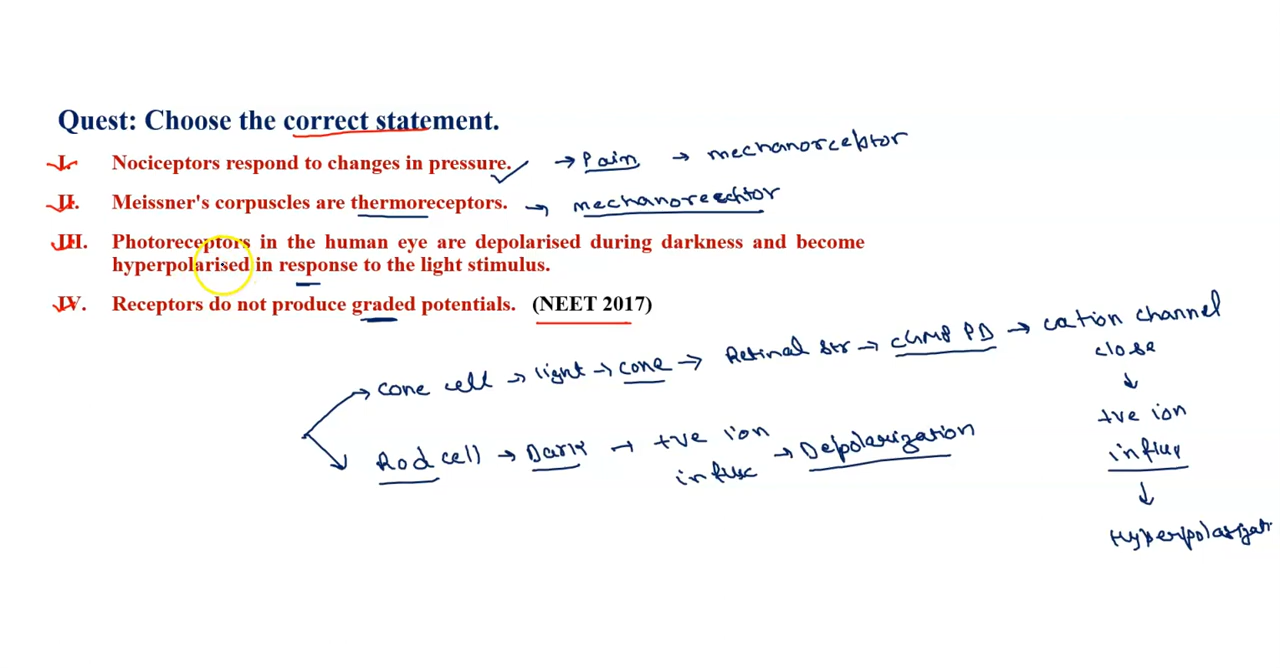 Quest: Choose the correct statement.
I. Nociceptors respond to changes in pressure. → Pain → mechanorceptor
II. Meissner's corpuscles are thermoreceptors. → mechanoreechtor
III. Photoreceptors in the human eye are depolarised during darkness and become
hyperpolarised in response to the light stimulus.
IV. Receptors do not produce graded potentials. (NEET 2017)
→ cone cell → light → cone → Retinal str → cGMP PD → cation channel
close
↓
+ve ion
influx
↓
Hyperpolarizat
Rod cell → Dark → +ve ion
influx → Depolarization